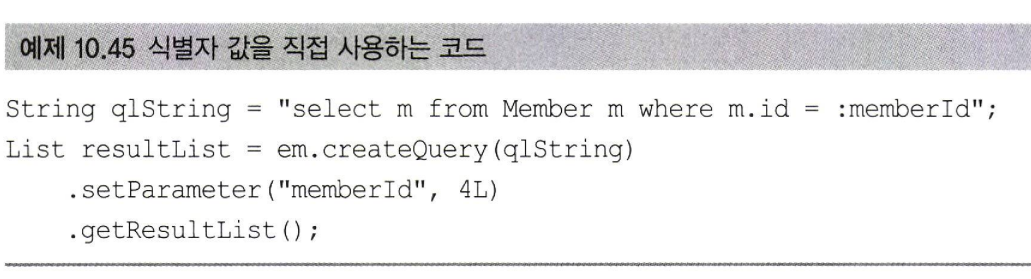 예제 10.45 식별자 값을 직접 사용하는 코드
String qlString = "select m from Member m where m.id = :memberId";
List resultList = em.createQuery(qlString)
    .setParameter("memberId", 4L)
    .getResultList();